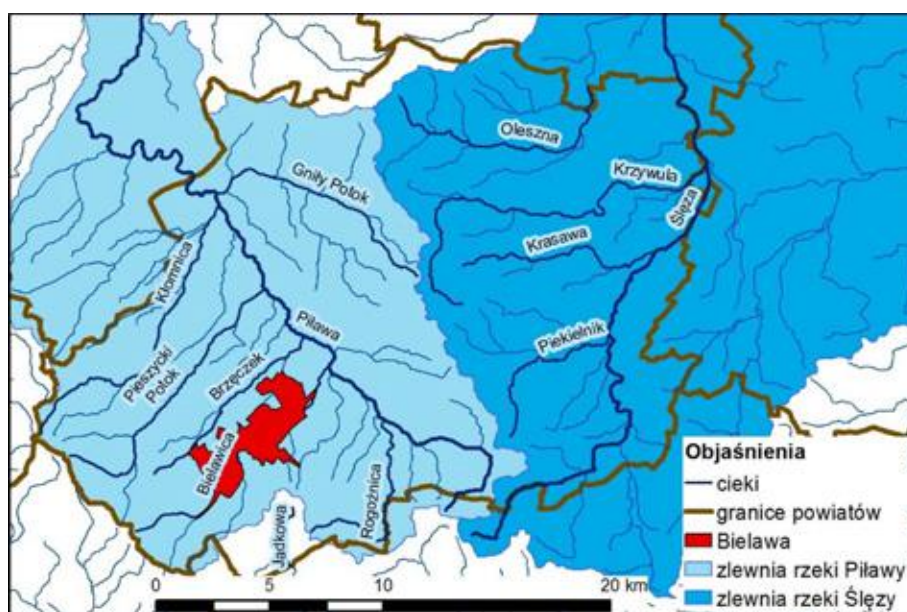 Oleszna
Gniły Potok
Krzywula
Ślęza
Krasawa
Kłomnica
Piława
Piekielnik
Pieszycki
Potok
Brzęczek
Bielawica
Rogoźnica
Jadkowa
Objaśnienia
cieki
granice powiatów
Bielawa
zlewnia rzeki Piławy
zlewnia rzeki Ślęzy
0 5 10 20 km